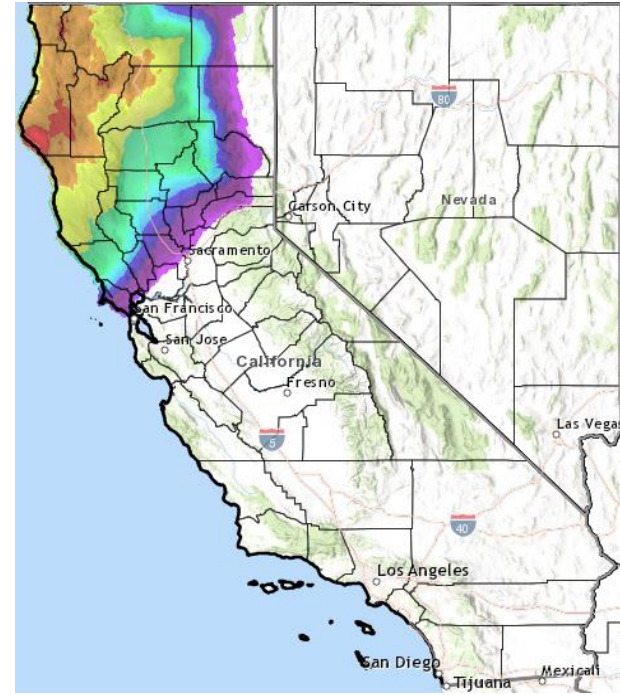 80
Nevada
Carson City
Sacramento
San Francisco
San Jose
California
Fresno
Las Vegas
5
40
Los Angeles
San Diego
Tijuana
Mexicali